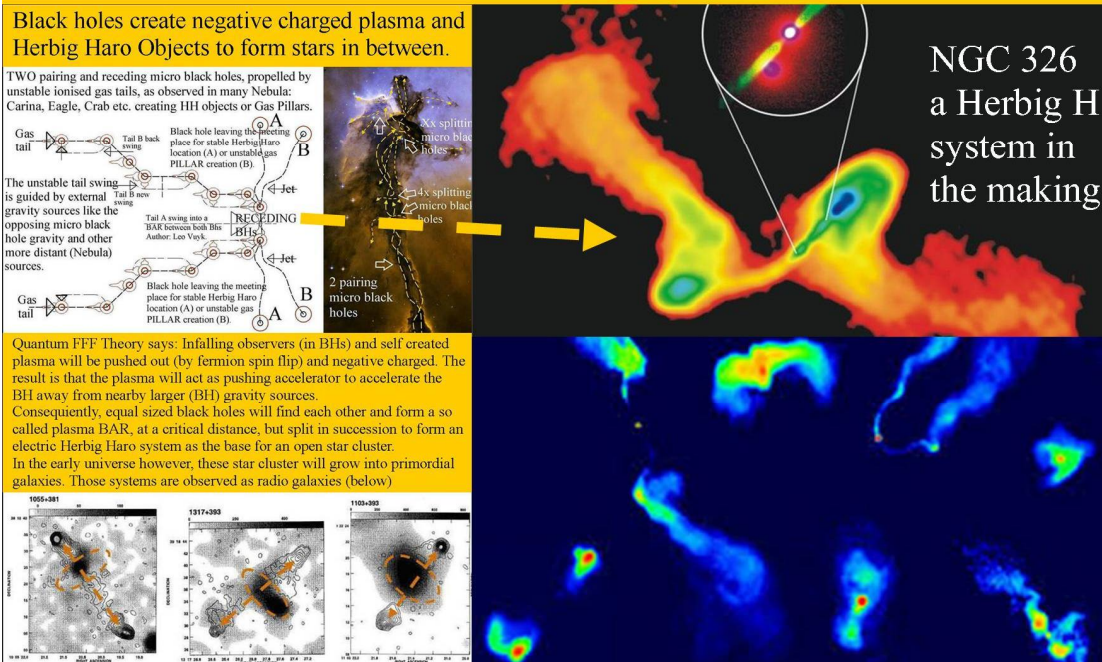 Black holes create negative charged plasma and
Herbig Haro Objects to form stars in between.
TWO pairing and receding micro black holes, propelled by
unstable ionised gas tails, as observed in many Nebula:
Carina, Eagle, Crab etc. creating HH objects or Gas Pillars.
Gas
tail
Tail B back
swing
Black hole leaving the meeting
place for stable Herbig Haro
location (A) or unstable gas
PILLAR creation (B).
A
B
Tail B new
swing
Jet
The unstable tail swing
is guided by external
gravity sources like the
opposing micro black
hole gravity and other
more distant (Nebula)
sources.
Tail A swing into a
BAR between both Bhs
Author: Leo Vuyk.
RECEDING
BHs
Jet
Black hole leaving the meeting
place for stable Herbig Haro
location (A) or unstable gas
PILLAR creation (B).
B
A
Gas
tail
Xx splitting
micro black
holes
4x splitting
micro black
holes
2 pairing
micro black
holes
NGC 326
a Herbig H
system in
the making
Quantum FFF Theory says: Infalling observers (in BHs) and self created
plasma will be pushed out (by fermion spin flip) and negative charged. The
result is that the plasma will act as pushing accelerator to accelerate the
BH away from nearby larger (BH) gravity sources.
Consequiently, equal sized black holes will find each other and form a so
called plasma BAR, at a critical distance, but split in succession to form an
electric Herbig Haro system as the base for an open star cluster.
In the early universe however, these star cluster will grow into primordial
galaxies. Those systems are observed as radio galaxies (below)
1055+381
1317+393
1103+393
DECLINATION
DECLINATION
DECLINATION
RIGHT ASCENSION